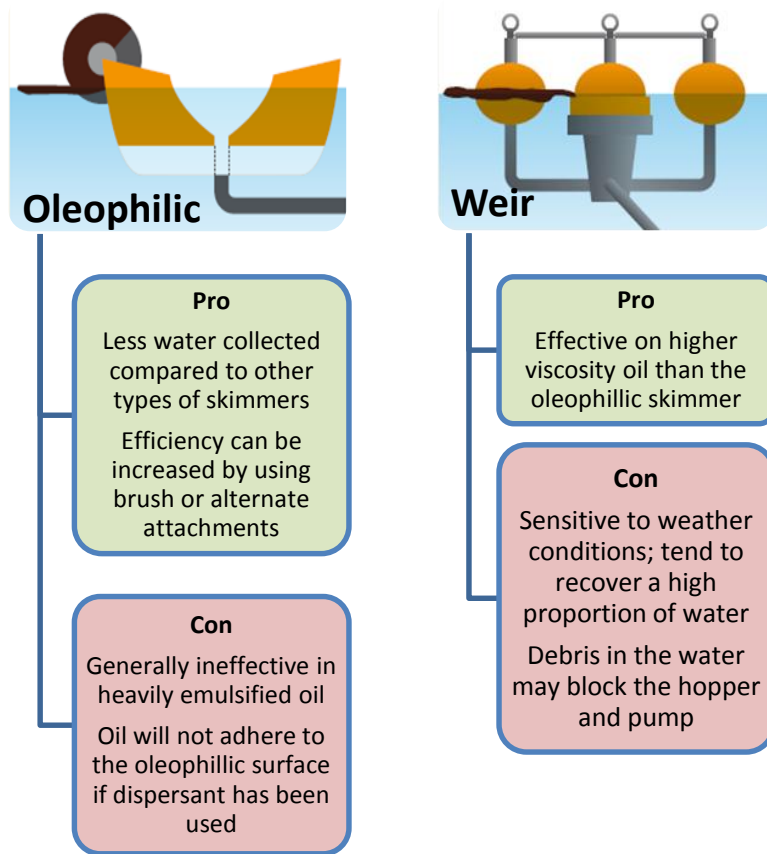 Oleophilic
Pro
Less water collected
compared to other
types of skimmers
Efficiency can be
increased by using
brush or alternate
attachments
Con
Generally ineffective in
heavily emulsified oil
Oil will not adhere to
the oleophillic surface
if dispersant has been
used
Weir
Pro
Effective on higher
viscosity oil than the
oleophillic skimmer
Con
Sensitive to weather
conditions; tend to
recover a high
proportion of water
Debris in the water
may block the hopper
and pump